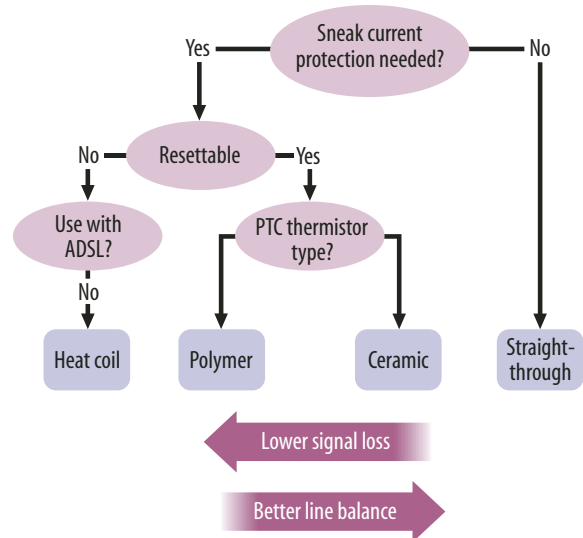 Sneak current
protection needed?
Yes
No
Resettable
No
Yes
Use with
ADSL?
PTC thermistor
type?
No
Heat coil
Polymer
Ceramic
Straight-
through
Lower signal loss
Better line balance